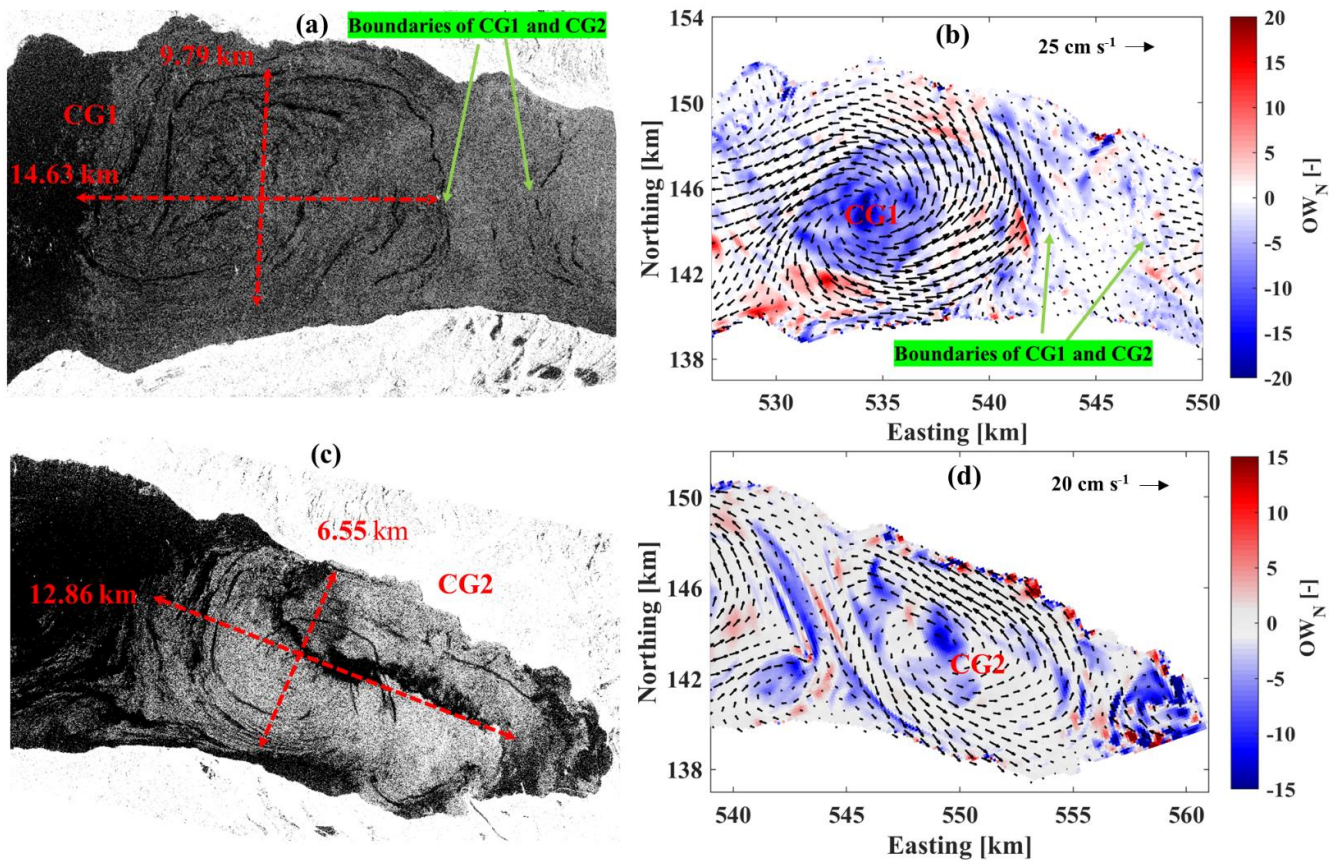 (a)
Boundaries of CG1 and CG2
9.79 km
CG1
14.63 km
(b)
25 cm s-1
154
150
146
142
138
Northing [km]
CG1
Boundaries of CG1 and CG2
530
535
540
545
550
Easting [km]
20
15
10
5
0
-5
-10
-15
-20
OWN [-]
(c)
6.55 km
CG2
12.86 km
(d)
20 cm s-1
150
146
142
138
Northing [km]
CG2
540
545
550
555
560
Easting [km]
15
10
5
0
-5
-10
-15
OWN [-]